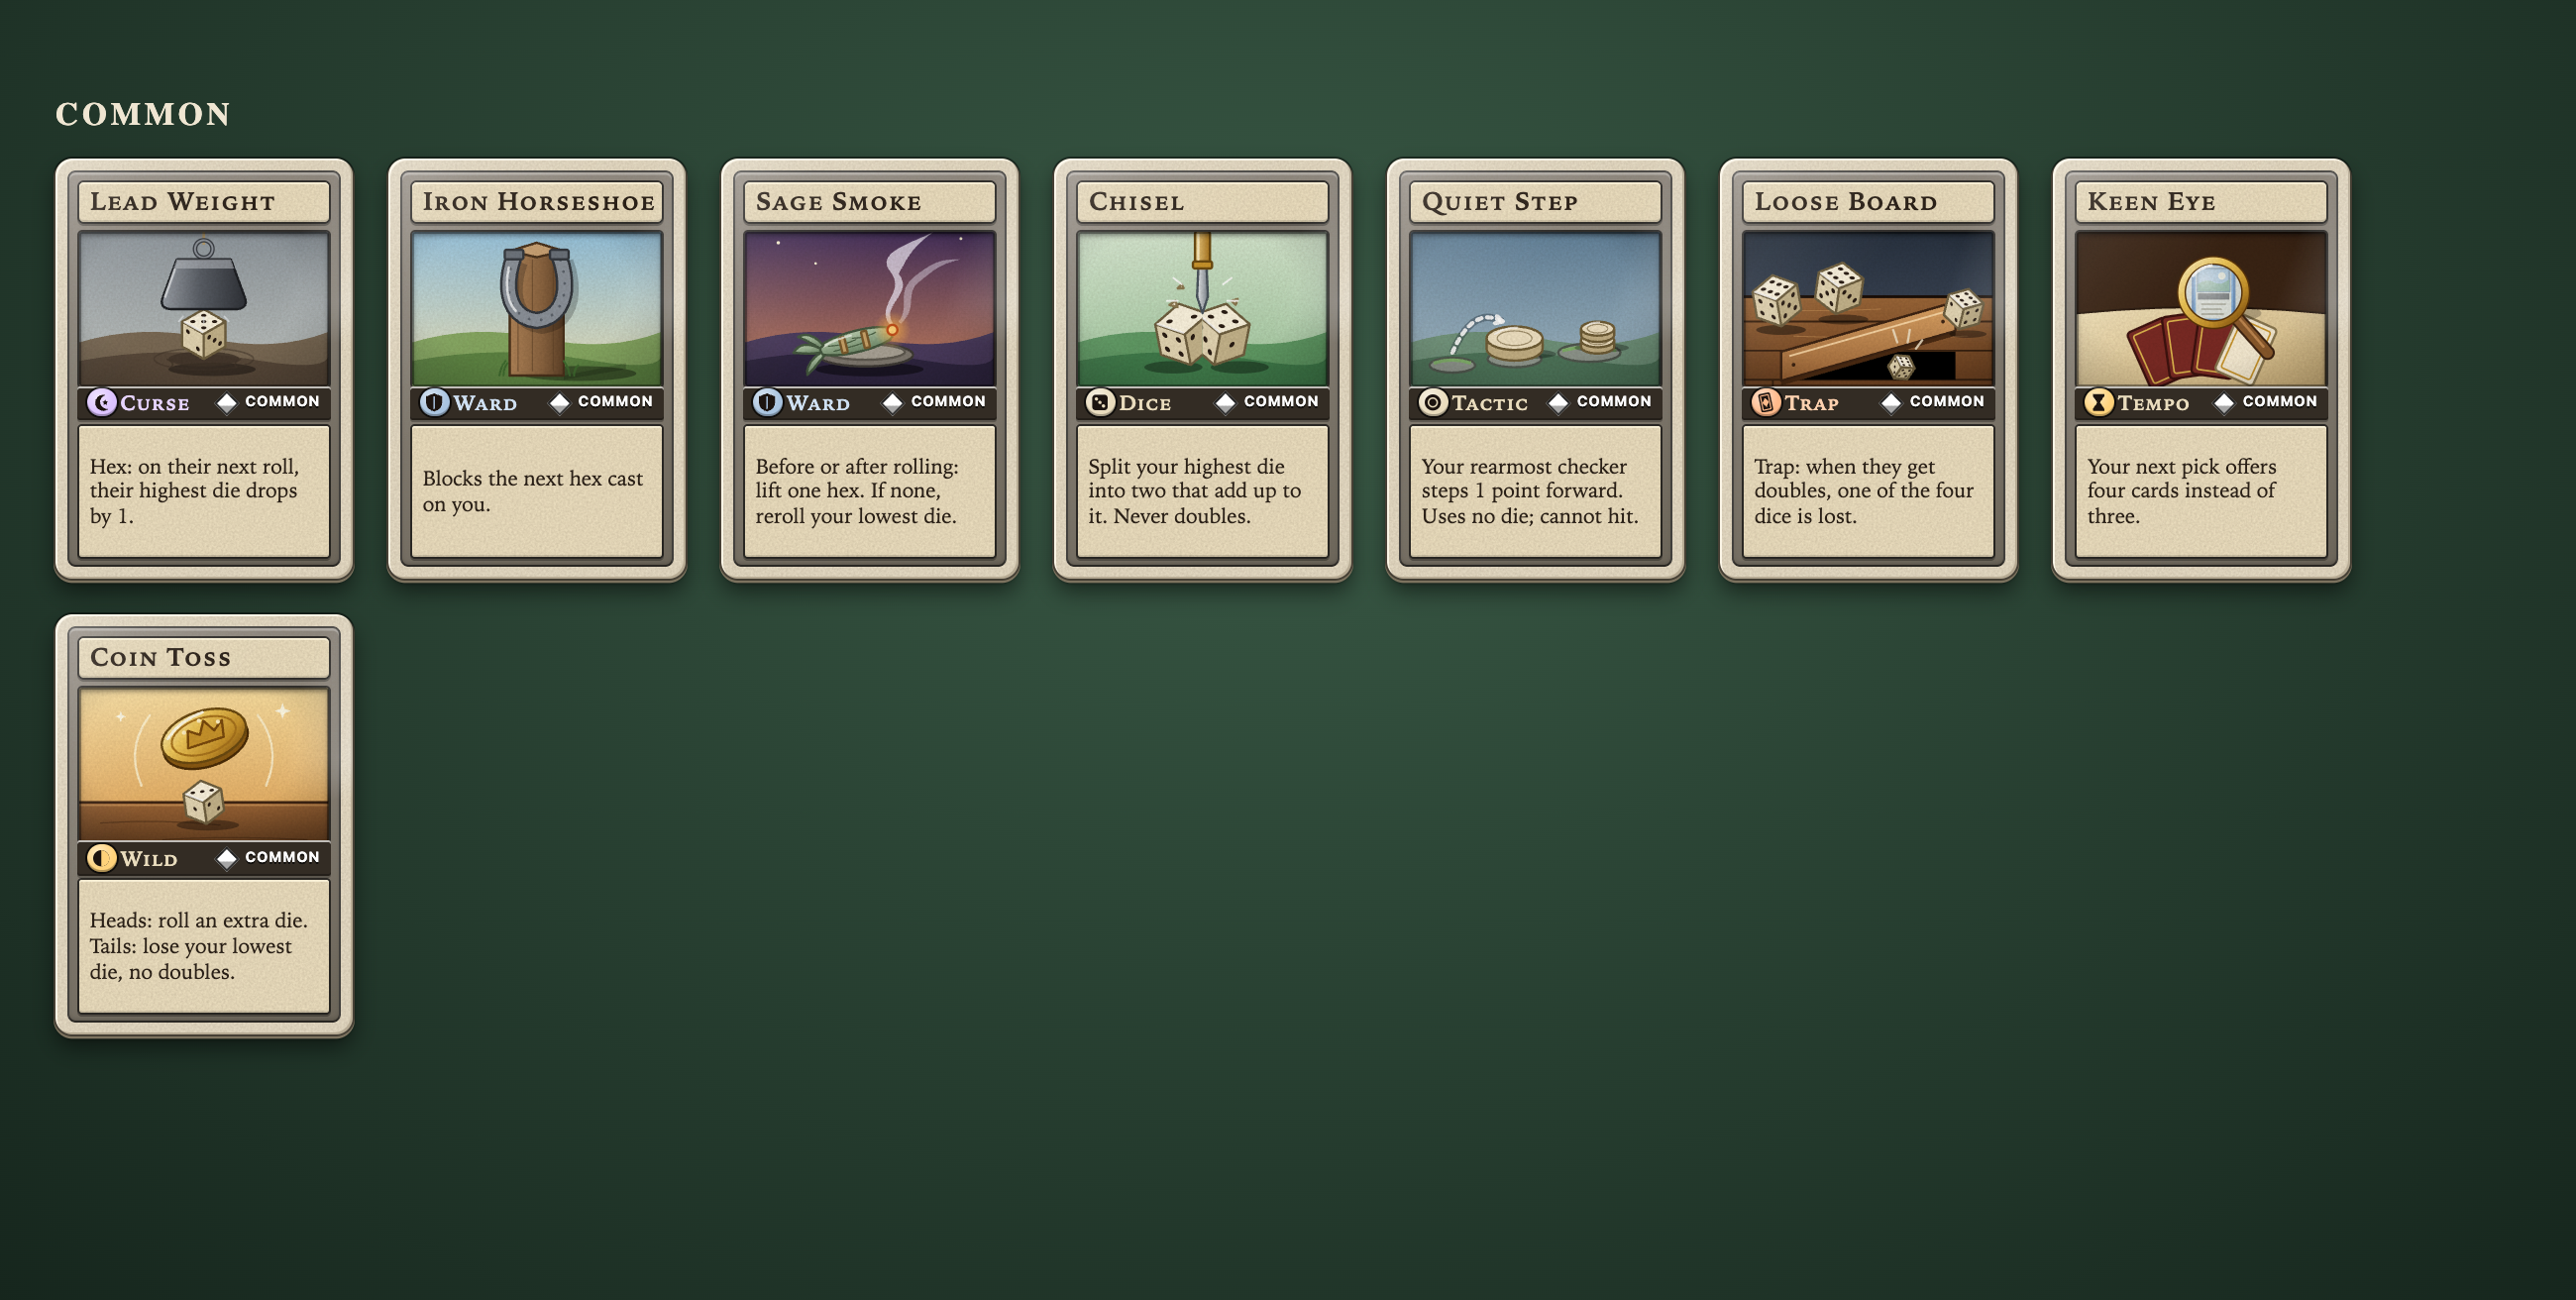 COMMON
LEAD WEIGHT
CURSE COMMON
Hex: on their next roll,
their highest die drops
by 1.
IRON HORSESHOE
WARD COMMON
Blocks the next hex cast
on you.
SAGE SMOKE
WARD COMMON
Before or after rolling:
lift one hex. If none,
reroll your lowest die.
CHISEL
DICE COMMON
Split your highest die
into two that add up to
it. Never doubles.
QUIET STEP
TACTIC COMMON
Your rearmost checker
steps 1 point forward.
Uses no die; cannot hit.
LOOSE BOARD
TRAP COMMON
Trap: when they get
doubles, one of the four
dice is lost.
KEEN EYE
TEMPO COMMON
Your next pick offers
four cards instead of
three.
COIN TOSS
WILD COMMON
Heads: roll an extra die.
Tails: lose your lowest
die, no doubles.